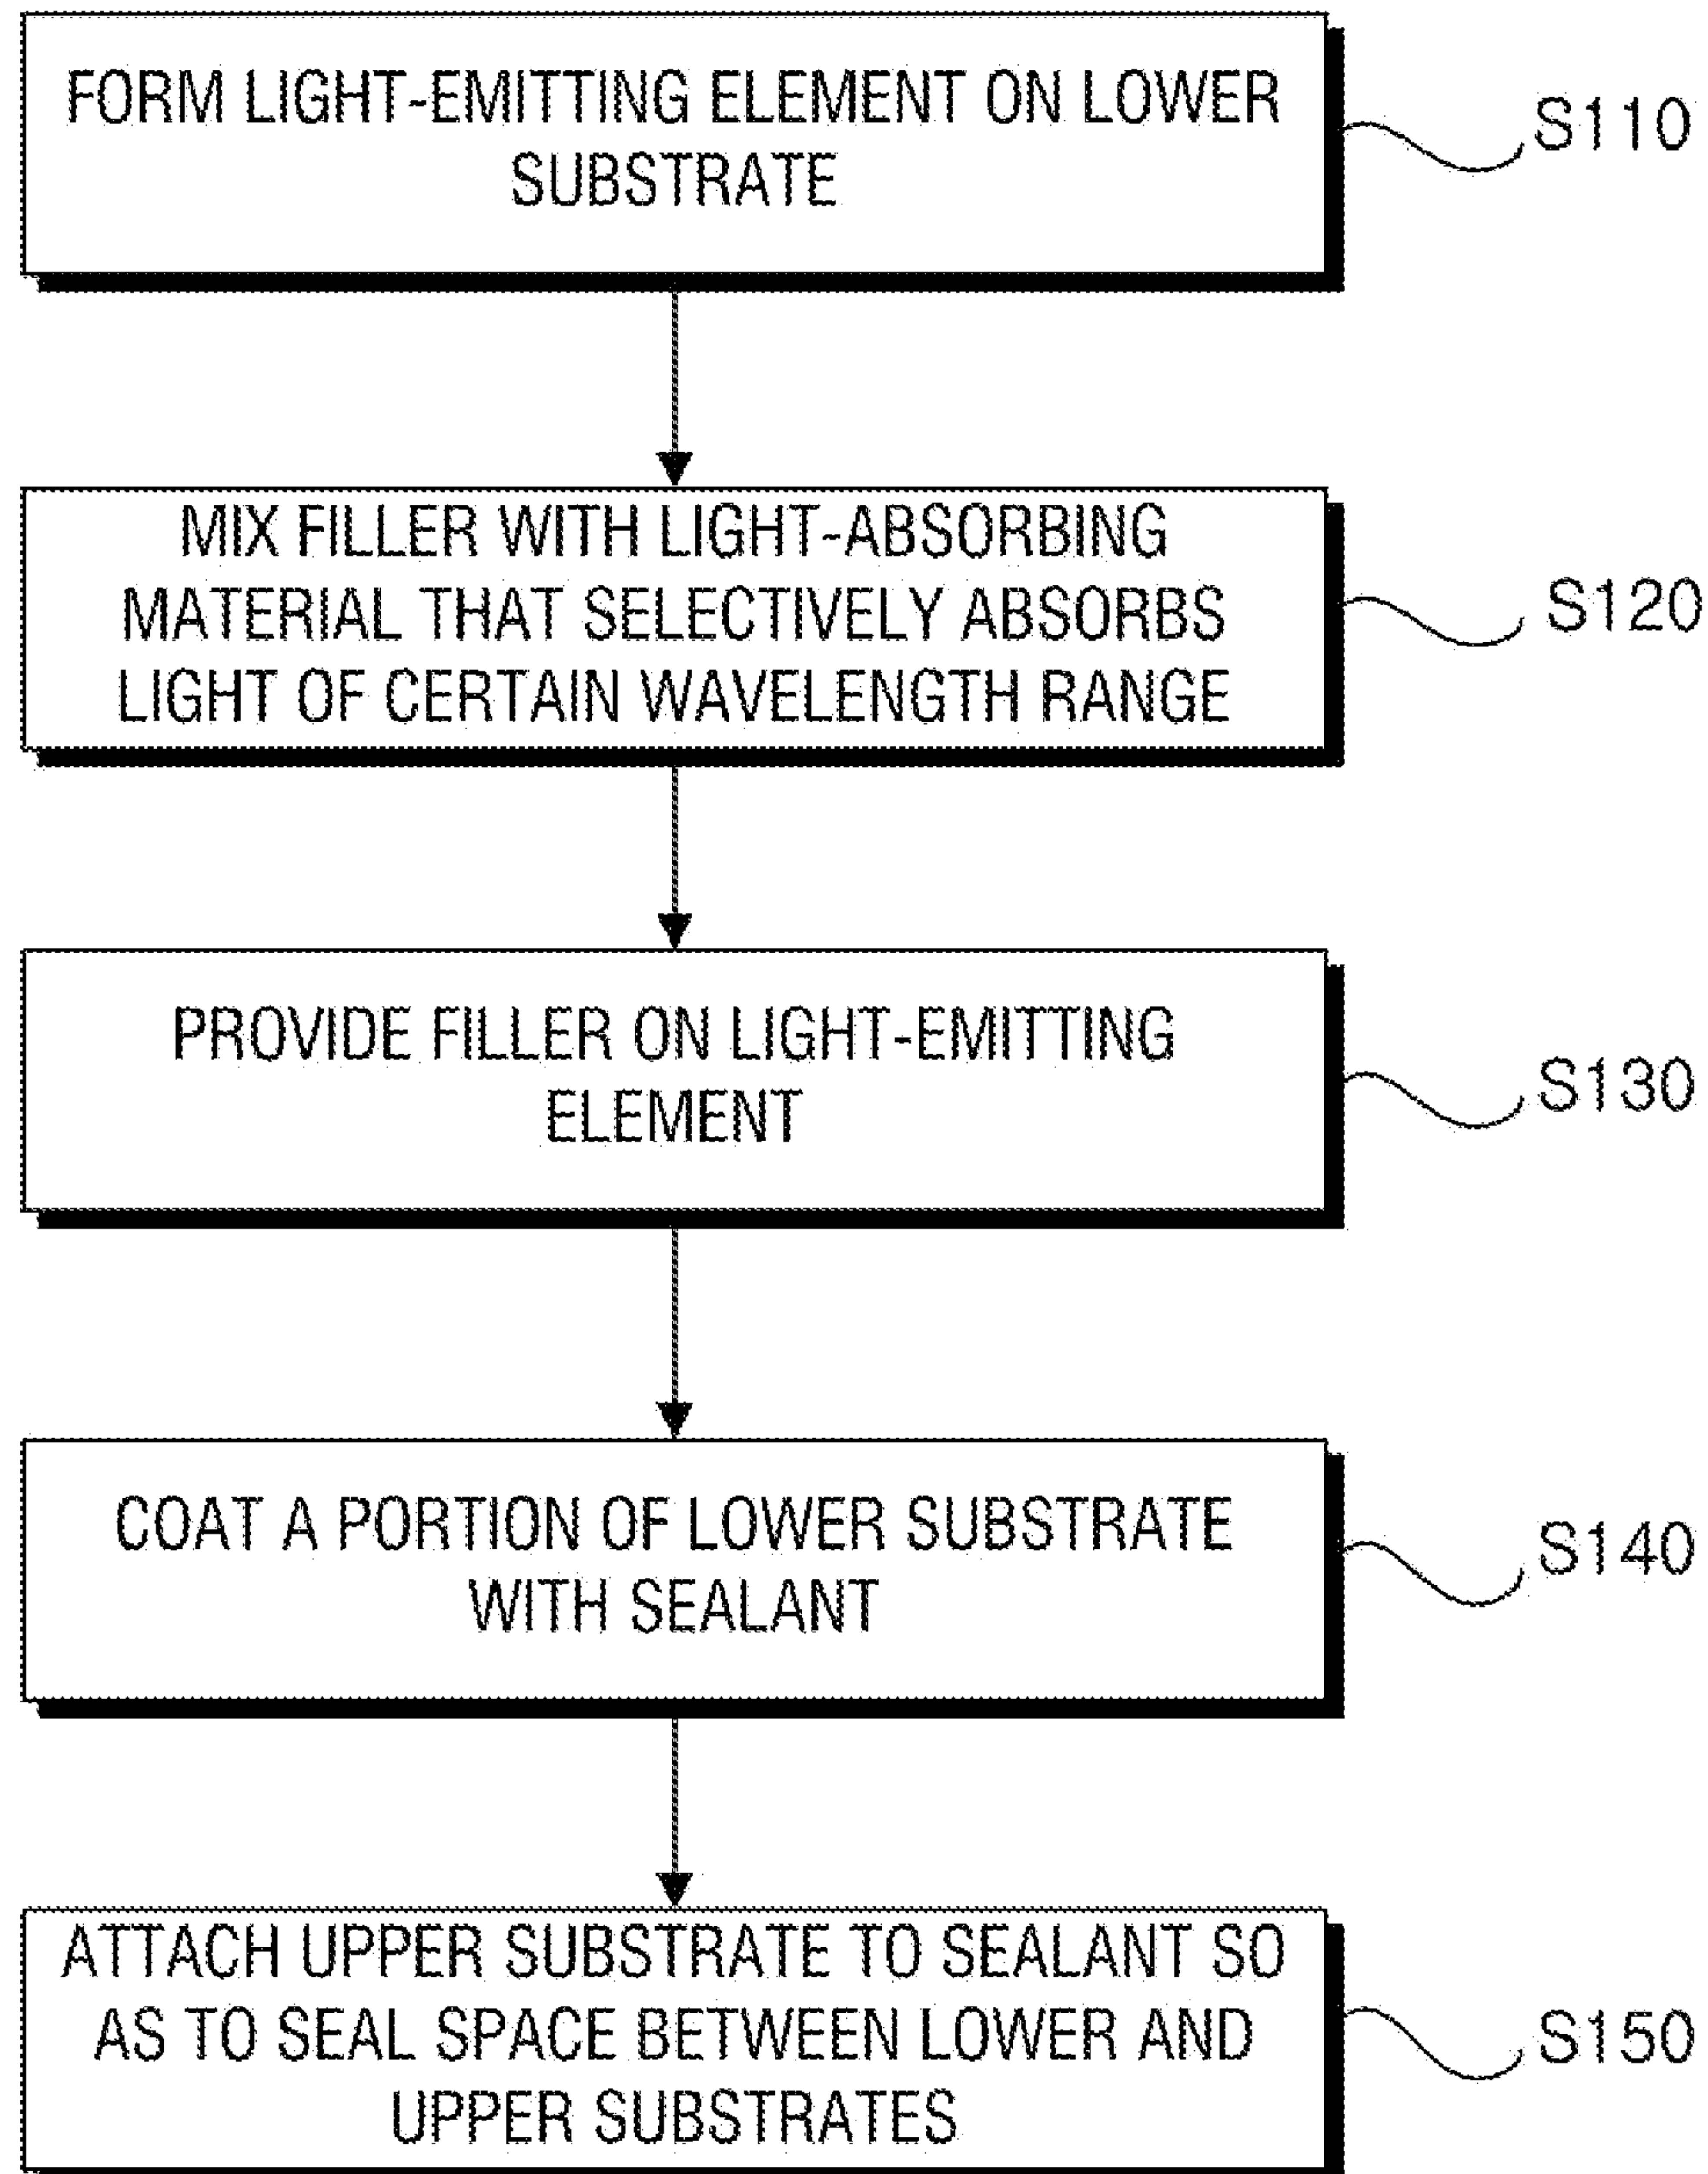 FORM LIGHT-EMITTING ELEMENT ON LOWER
SUBSTRATE
S110
MIX FILLER WITH LIGHT-ABSORBING
MATERIAL THAT SELECTIVELY ABSORBS
LIGHT OF CERTAIN WAVELENGTH RANGE
S120
PROVIDE FILLER ON LIGHT-EMITTING
ELEMENT
S130
COAT A PORTION OF LOWER SUBSTRATE
WITH SEALANT
S140
ATTACH UPPER SUBSTRATE TO SEALANT SO
AS TO SEAL SPACE BETWEEN LOWER AND
UPPER SUBSTRATES
S150